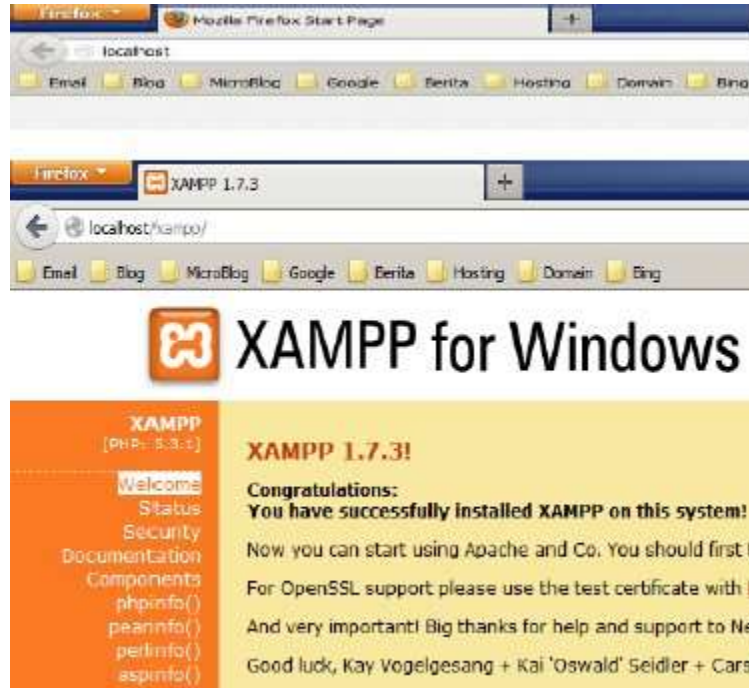 Firefox
Mozilla Firefox Start Page
+
localhost
Email Blog MicroBlog Google Berita Hosting Domain Bing
Firefox
XAMPP 1.7.3
+
localhost/xampp/
Email Blog MicroBlog Google Berita Hosting Domain Bing
XAMPP for Windows
XAMPP
[PHP: 5.3.1]
Welcome
Status
Security
Documentation
Components
phpinfo()
pearinfo()
perlinfo()
aspinfo()
XAMPP 1.7.3!
Congratulations:
You have successfully installed XAMPP on this system!
Now you can start using Apache and Co. You should first
For OpenSSL support please use the test certificate with
And very important! Big thanks for help and support to Ne
Good luck, Kay Vogelgesang + Kai 'Oswald' Seidler + Cars